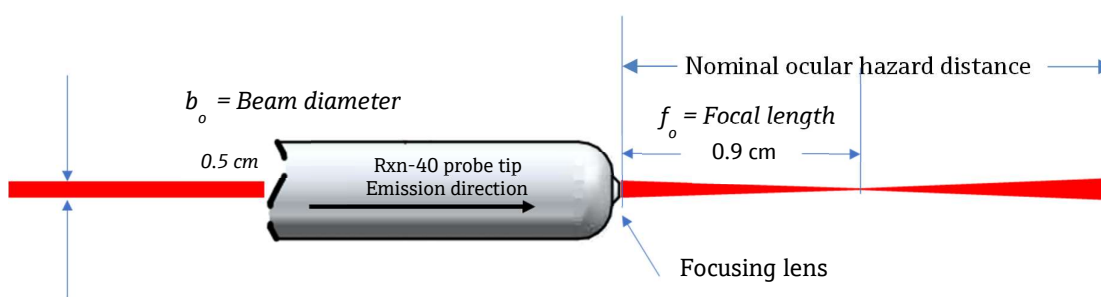 Nominal ocular hazard distance
bₒ = Beam diameter
fₒ = Focal length
0.5 cm
0.9 cm
Rxn-40 probe tip
Emission direction
Focusing lens